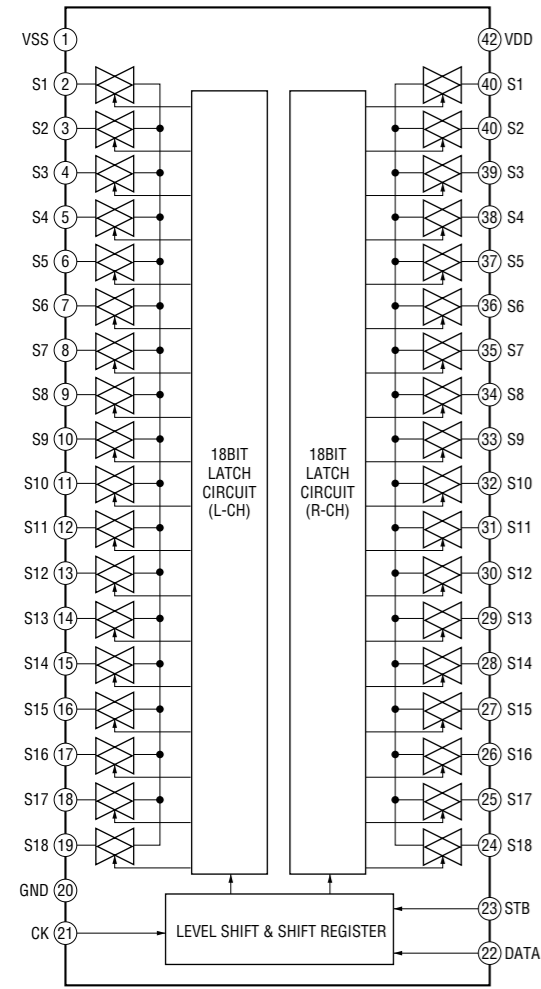 VSS 1
42 VDD
S1 2
40 S1
S2 3
40 S2
S3 4
39 S3
S4 5
38 S4
S5 6
37 S5
S6 7
36 S6
S7 8
35 S7
S8 9
34 S8
S9 10
33 S9
S10 11
32 S10
S11 12
31 S11
S12 13
30 S12
S13 14
29 S13
S14 15
28 S14
S15 16
27 S15
S16 17
26 S16
S17 18
25 S17
S18 19
24 S18
18BIT
LATCH
CIRCUIT
(L-CH)
18BIT
LATCH
CIRCUIT
(R-CH)
GND 20
23 STB
CK 21
LEVEL SHIFT & SHIFT REGISTER
22 DATA